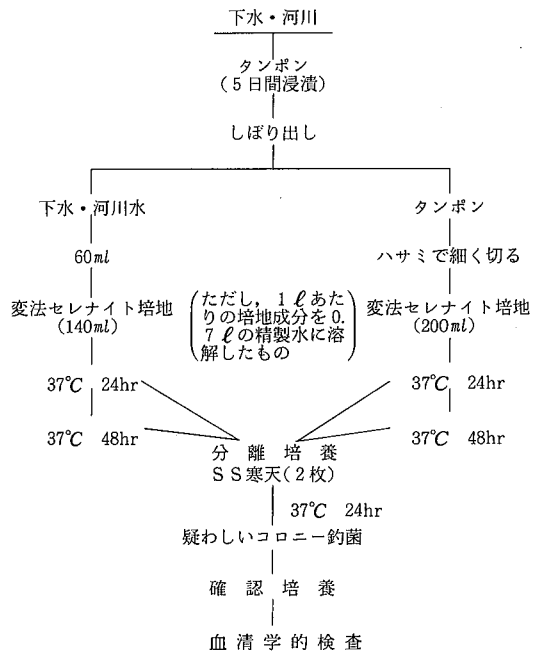 下水・河川
タンポン
(5日間浸漬)
しぼり出し
下水・河川水
タンポン
60ml
ハサミで細く切る
変法セレナイト培地
(140ml)
(ただし，1ℓあた
りの培地成分を0.
7ℓの精製水に溶
解したもの)
変法セレナイト培地
(200ml)
37℃ 24hr
37℃ 24hr
37℃ 48hr
37℃ 48hr
分離培養
SS寒天(2枚)
37℃ 24hr
疑わしいコロニー釣菌
確認培養
血清学的検査